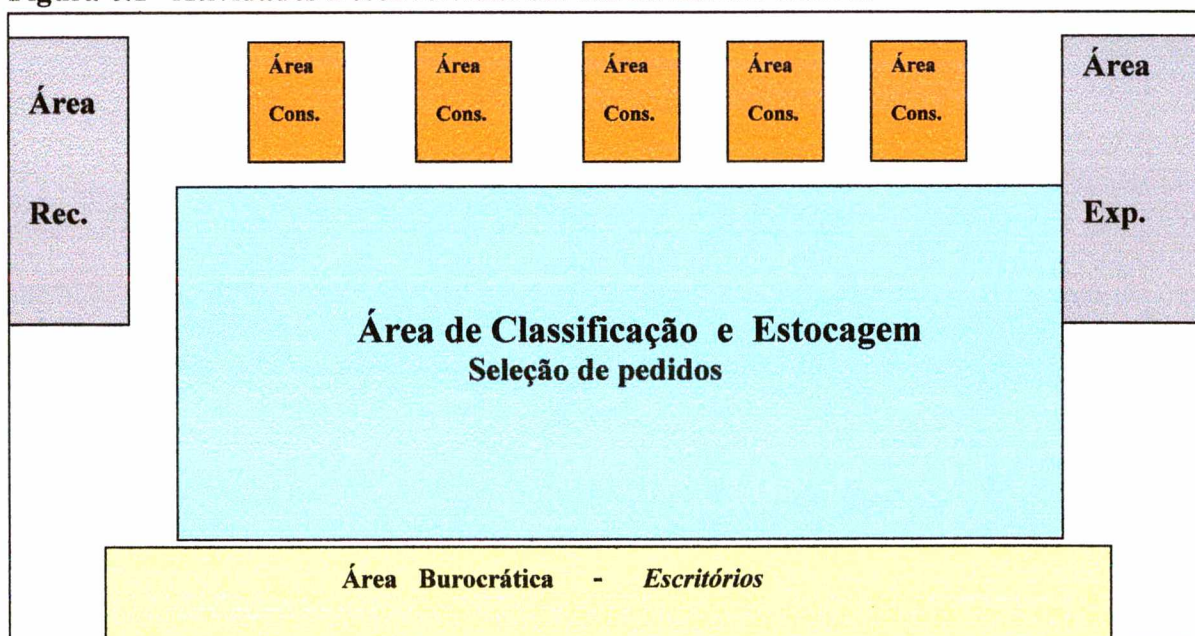 Área
Rec.
Área
Cons.
Área
Cons.
Área
Cons.
Área
Cons.
Área
Cons.
Área
Exp.
Área de Classificação e Estocagem
Seleção de pedidos
Área Burocrática - Escritórios